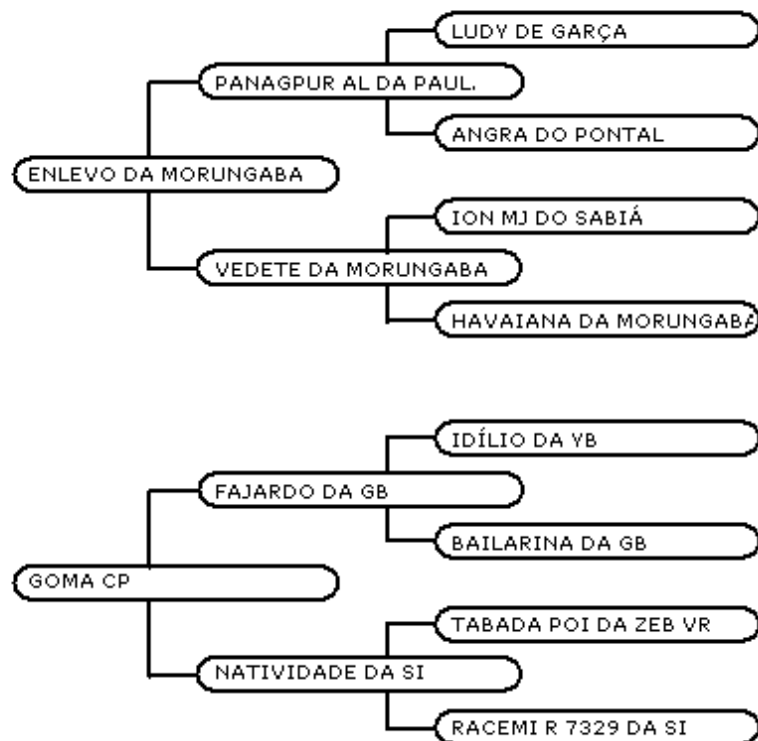 LUDY DE GARÇA
PANAGPUR AL DA PAUL.
ANGRA DO PONTAL
ENLEVO DA MORUNGABA
ION MJ DO SABIÁ
VEDETE DA MORUNGABA
HAVAIANA DA MORUNGABA
IDÍLIO DA YB
FAJARDO DA GB
BAILARINA DA GB
GOMA CP
TABADA POI DA ZEB VR
NATIVIDADE DA SI
RACEMI R 7329 DA SI